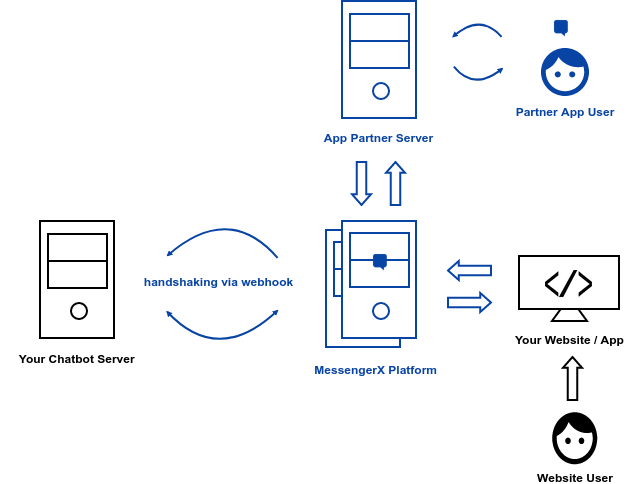 Partner App User
App Partner Server
handshaking via webhook
</>
Your Website / App
Your Chatbot Server
MessengerX Platform
Website User